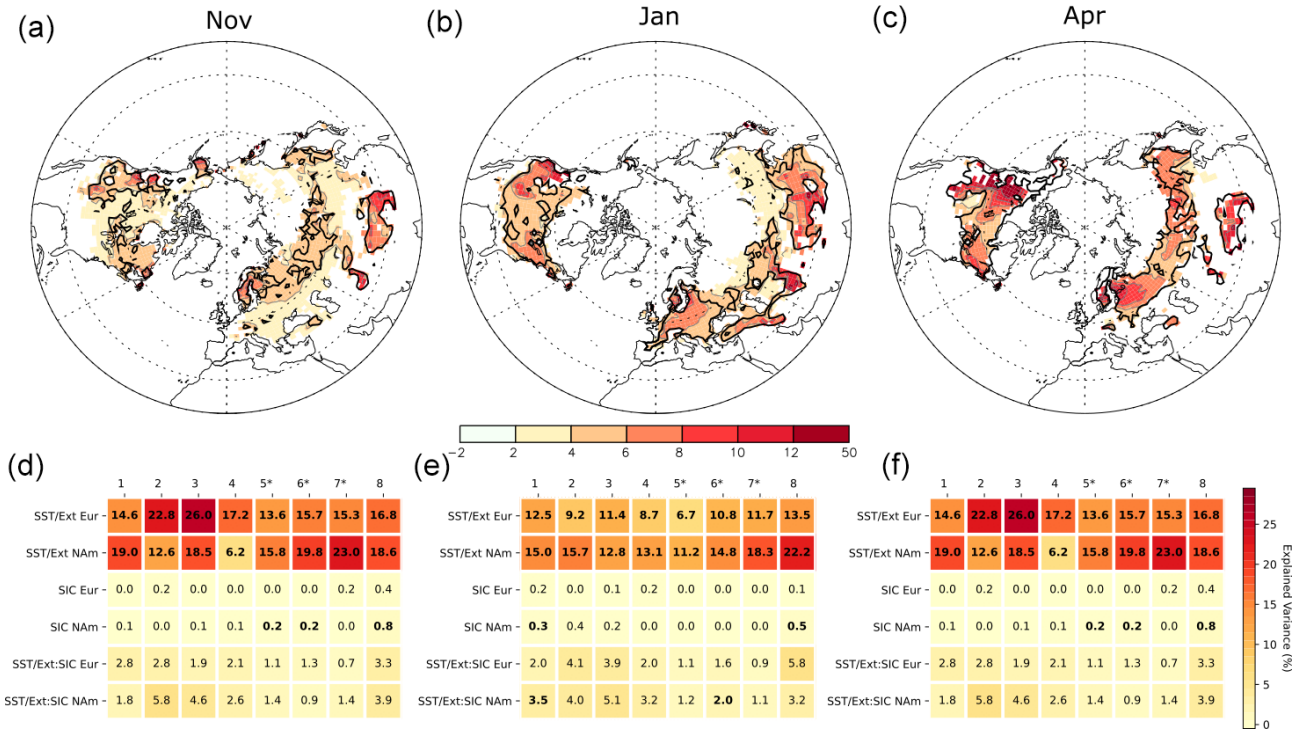 (a) Nov (b) Jan (c) Apr
−2 2 4 6 8 10 12 50
(d) (e) (f)
1 2 3 4 5* 6* 7* 8
SST/Ext Eur 14.6 22.8 26.0 17.2 13.6 15.7 15.3 16.8
SST/Ext NAm 19.0 12.6 18.5 6.2 15.8 19.8 23.0 18.6
SIC Eur 0.0 0.2 0.0 0.0 0.0 0.0 0.2 0.4
SIC NAm 0.1 0.0 0.1 0.1 0.2 0.2 0.0 0.8
SST/Ext:SIC Eur 2.8 2.8 1.9 2.1 1.1 1.3 0.7 3.3
SST/Ext:SIC NAm 1.8 5.8 4.6 2.6 1.4 0.9 1.4 3.9
1 2 3 4 5* 6* 7* 8
SST/Ext Eur 12.5 9.2 11.4 8.7 6.7 10.8 11.7 13.5
SST/Ext NAm 15.0 15.7 12.8 13.1 11.2 14.8 18.3 22.2
SIC Eur 0.2 0.0 0.1 0.0 0.0 0.0 0.0 0.1
SIC NAm 0.3 0.4 0.2 0.0 0.0 0.0 0.0 0.5
SST/Ext:SIC Eur 2.0 4.1 3.9 2.0 1.1 1.6 0.9 5.8
SST/Ext:SIC NAm 3.5 4.0 5.1 3.2 1.2 2.0 1.1 3.2
1 2 3 4 5* 6* 7* 8
SST/Ext Eur 14.6 22.8 26.0 17.2 13.6 15.7 15.3 16.8
SST/Ext NAm 19.0 12.6 18.5 6.2 15.8 19.8 23.0 18.6
SIC Eur 0.0 0.2 0.0 0.0 0.0 0.0 0.2 0.4
SIC NAm 0.1 0.0 0.1 0.1 0.2 0.2 0.0 0.8
SST/Ext:SIC Eur 2.8 2.8 1.9 2.1 1.1 1.3 0.7 3.3
SST/Ext:SIC NAm 1.8 5.8 4.6 2.6 1.4 0.9 1.4 3.9
25
20
15
10
5
0
Explained Variance (%)